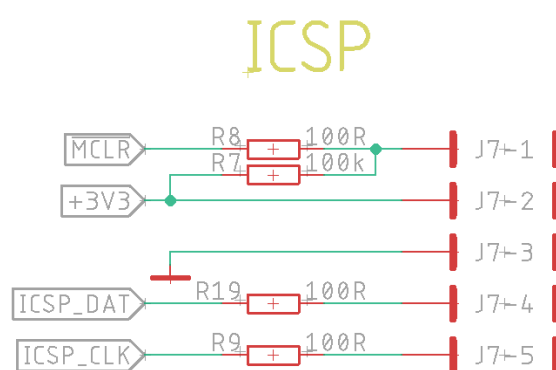 ICSP
MCLR R8 100R J7-1
R7 100k
+3V3 J7-2
J7-3
ICSP_DAT R19 100R J7-4
ICSP_CLK R9 100R J7-5